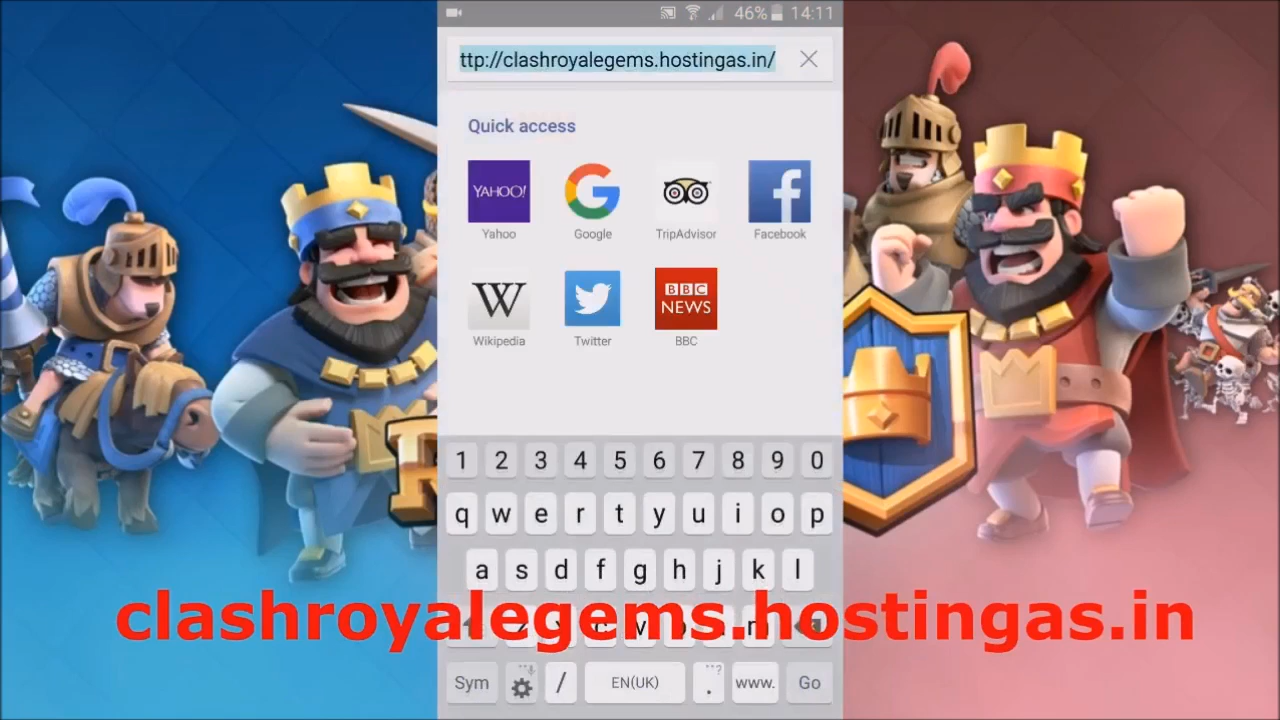 46% 14:11
ttp://clashroyalegems.hostingas.in/
Quick access
YAHOO!
Yahoo
Google
TripAdvisor
Facebook
W
Wikipedia
Twitter
BBC
NEWS
BBC
1 2 3 4 5 6 7 8 9 0
q w e r t y u i o p
a s d f g h j k l
clashroyalegems.hostingas.in
Sym / EN(UK) . www. Go